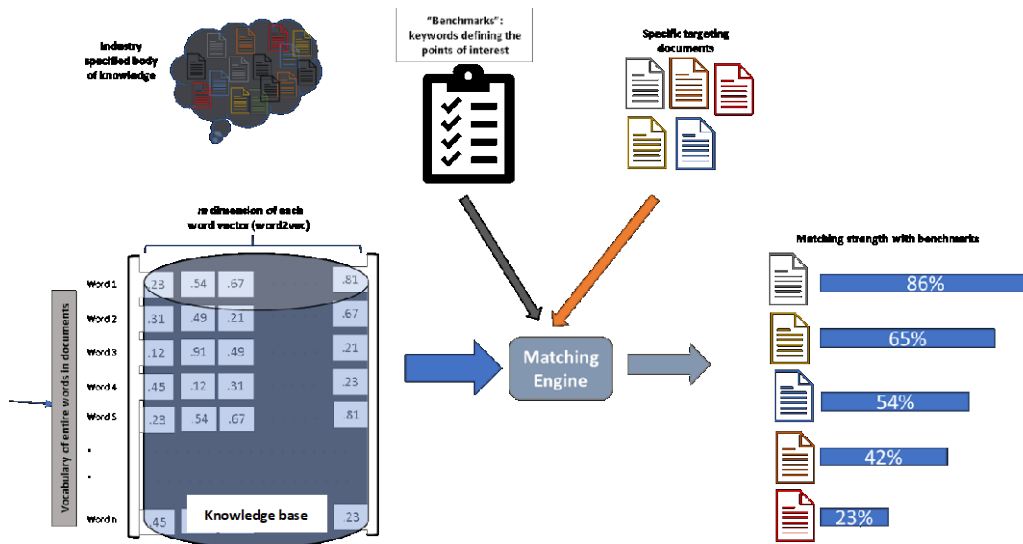 Industry
specified body
of knowledge
"Benchmarks":
keywords defining the
points of interest
Specific targeting
documents
dimension of each
word vector (word2vec)
Vocabulary of entire words in documents
Word 1 .23 .54 .67 .81
Word 2 .31 .49 .21 .67
Word 3 .12 .91 .49 .21
Word 4 .45 .12 .31 .23
Word 5 .23 .54 .67 .81
Word n .45 .23
Knowledge base
Matching
Engine
Matching strength with benchmarks
86%
65%
54%
42%
23%